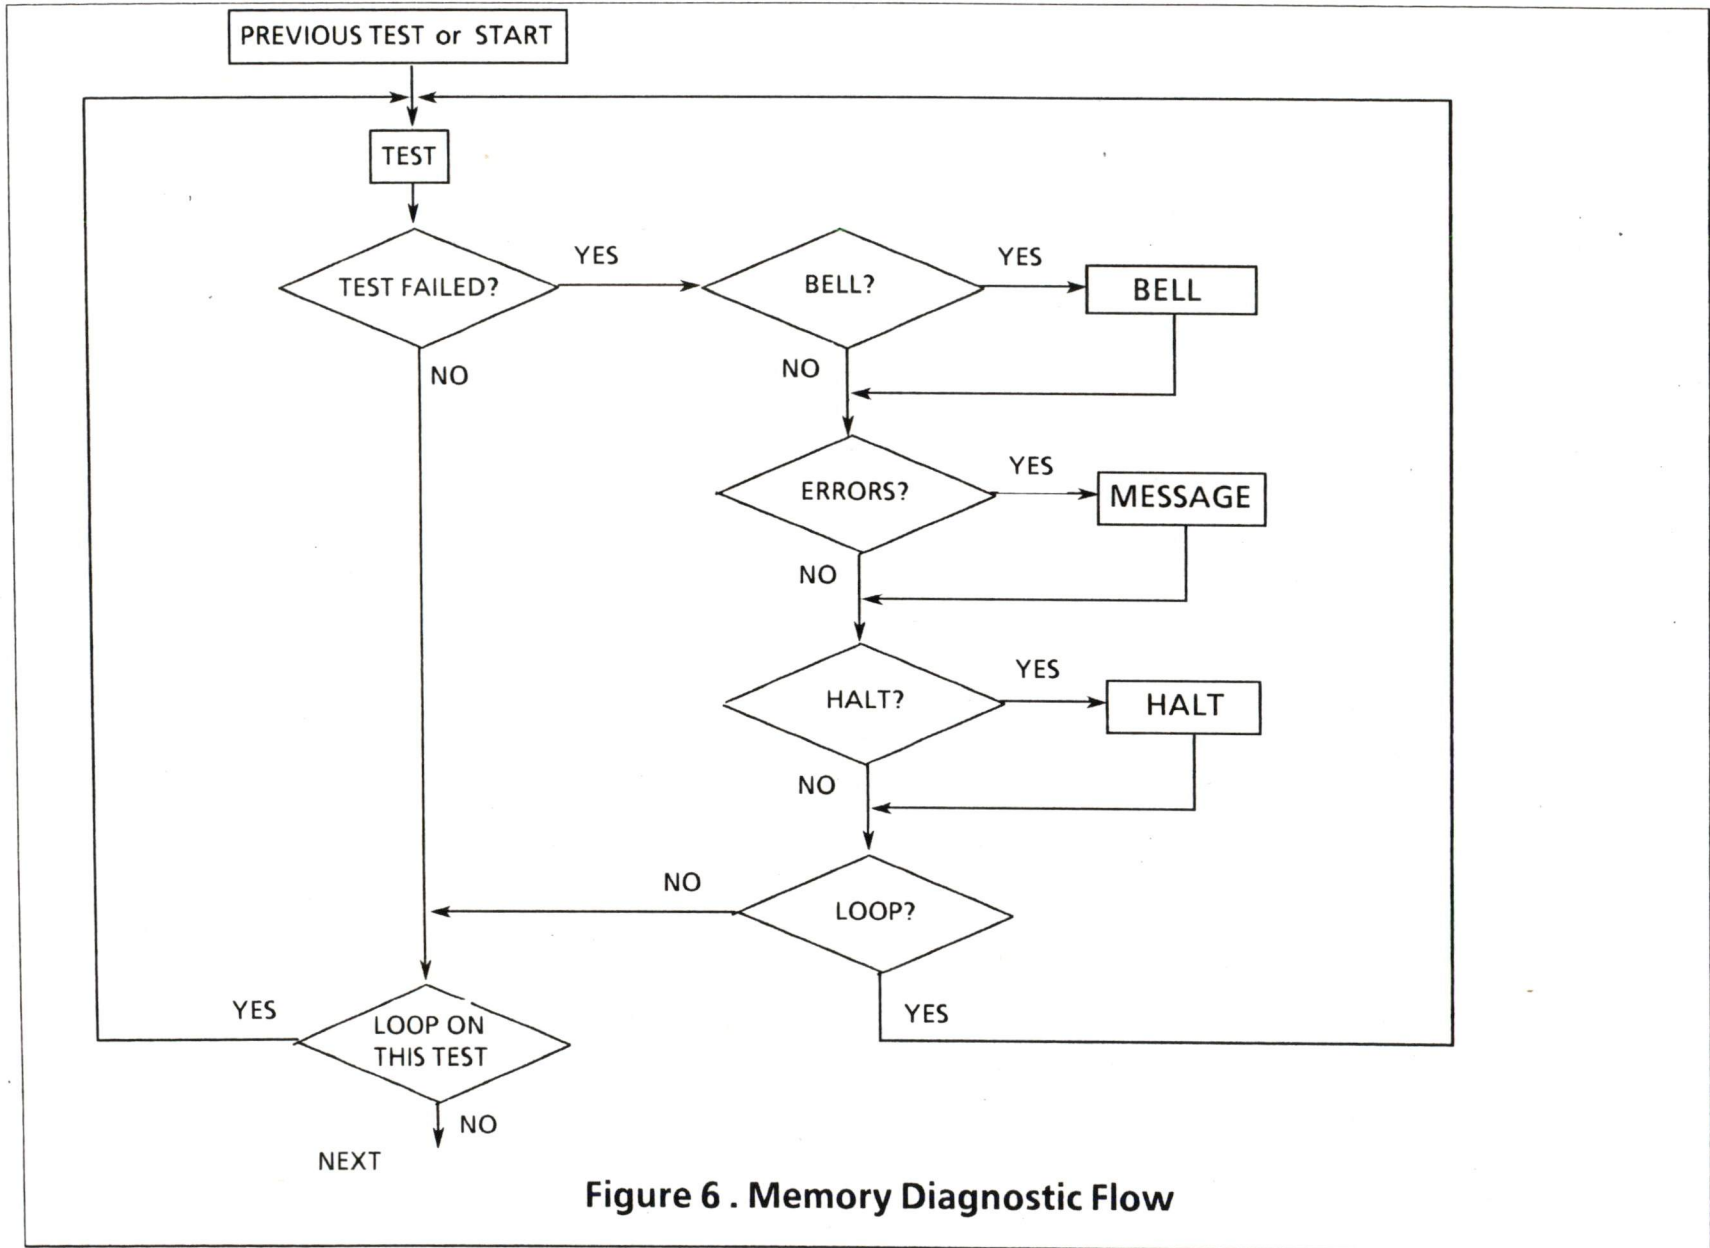 PREVIOUS TEST or START
TEST
TEST FAILED?
YES
BELL?
YES
BELL
NO
NO
ERRORS?
YES
MESSAGE
NO
HALT?
YES
HALT
NO
LOOP?
NO
YES
LOOP ON
THIS TEST
YES
NO
NEXT
Figure 6 . Memory Diagnostic Flow